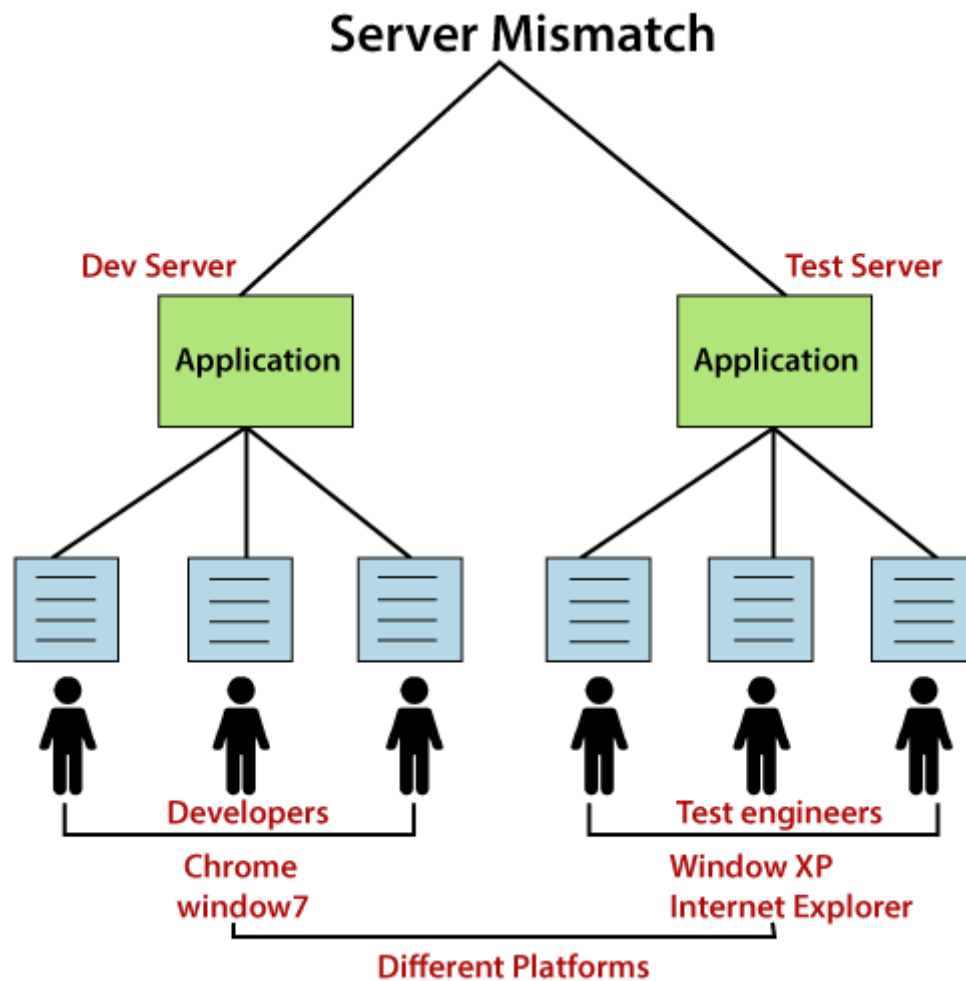 Server Mismatch
Dev Server
Test Server
Application
Application
Developers
Test engineers
Chrome
window7
Window XP
Internet Explorer
Different Platforms